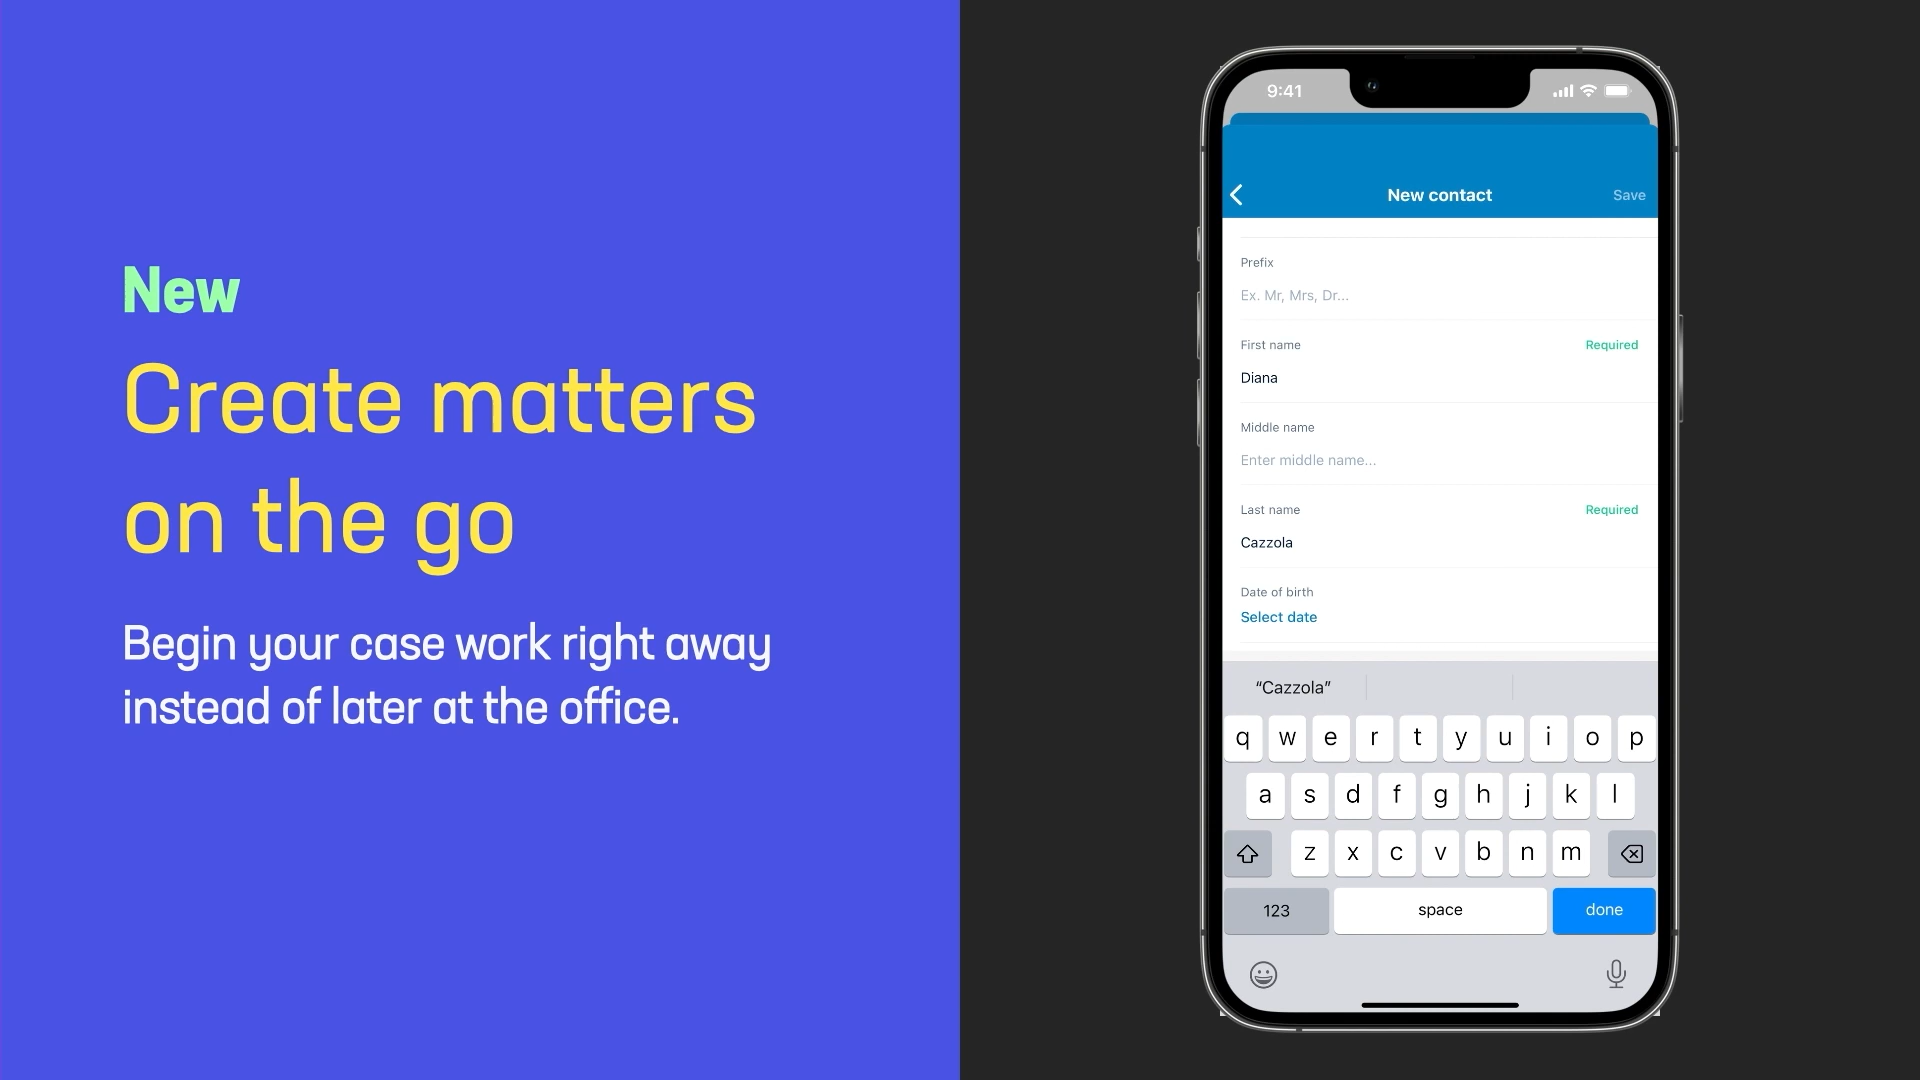 New
Create matters
on the go
Begin your case work right away
instead of later at the office.
9:41
New contact
Save
Prefix
Ex. Mr, Mrs, Dr...
First name
Required
Diana
Middle name
Enter middle name...
Last name
Required
Cazzola
Date of birth
Select date
“Cazzola”
q w e r t y u i o p
a s d f g h j k l
z x c v b n m
123
space
done